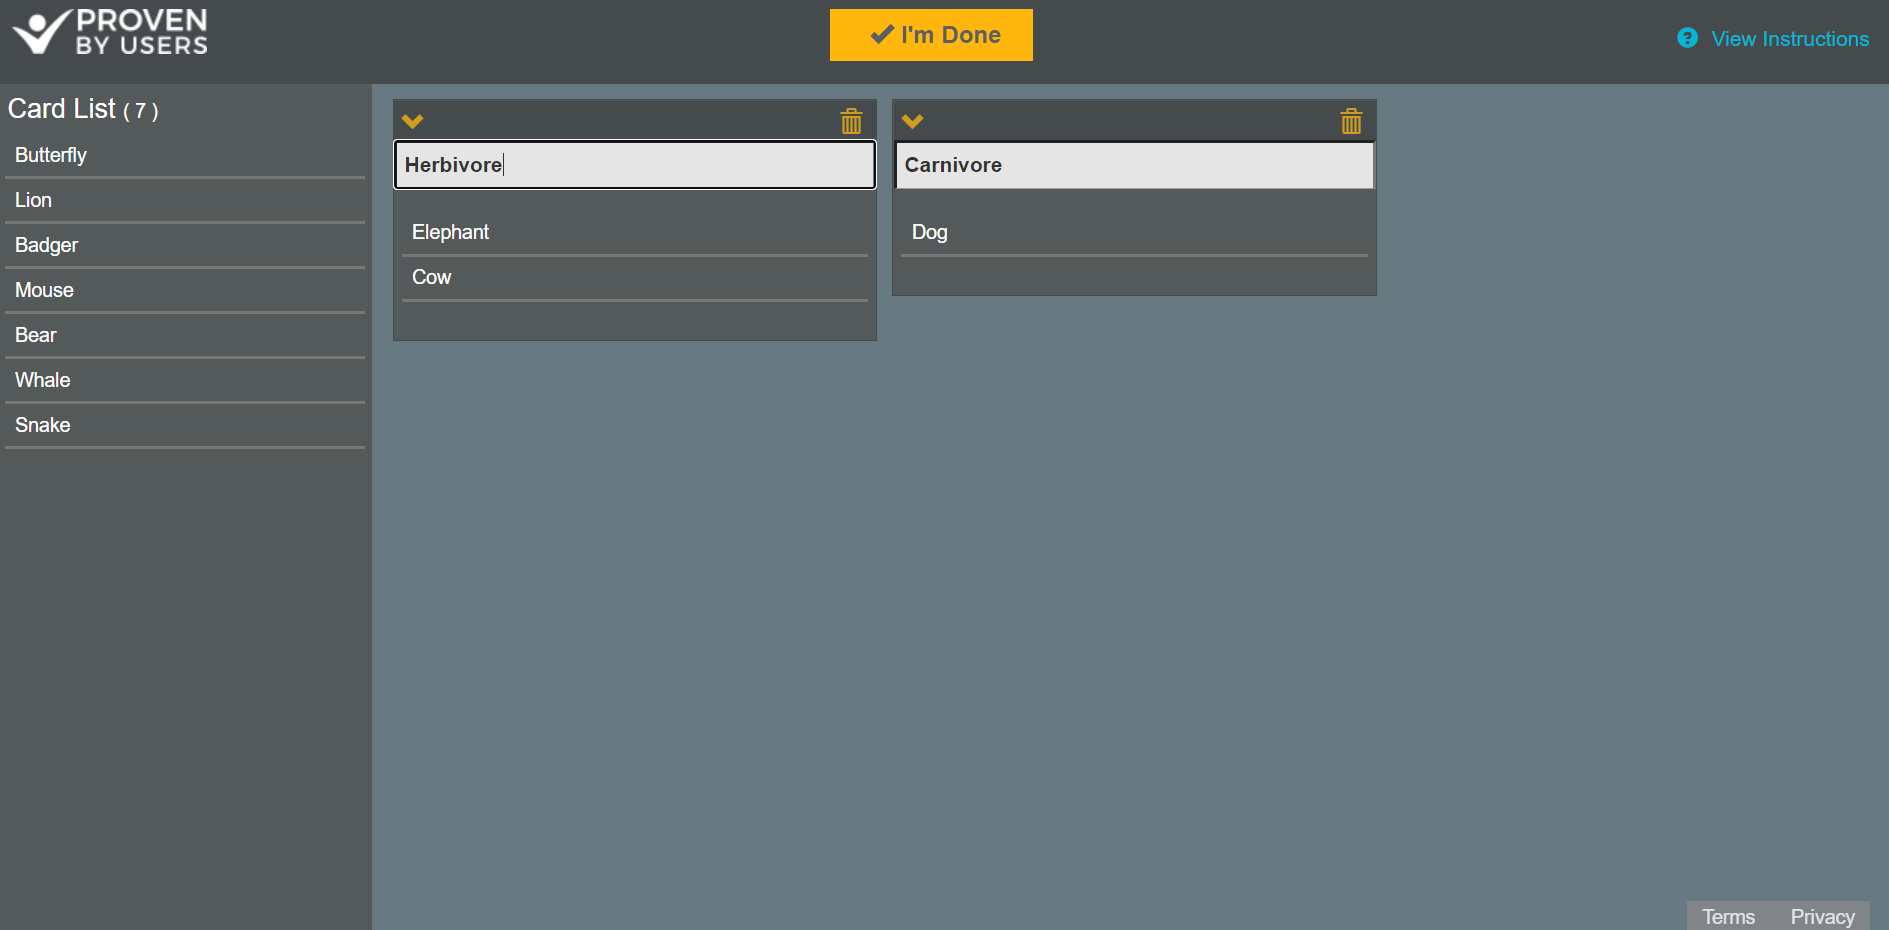 PROVEN
BY USERS
I'm Done
? View Instructions
Card List ( 7 )
Butterfly
Lion
Badger
Mouse
Bear
Whale
Snake
Herbivore
Elephant
Cow
Carnivore
Dog
Terms Privacy